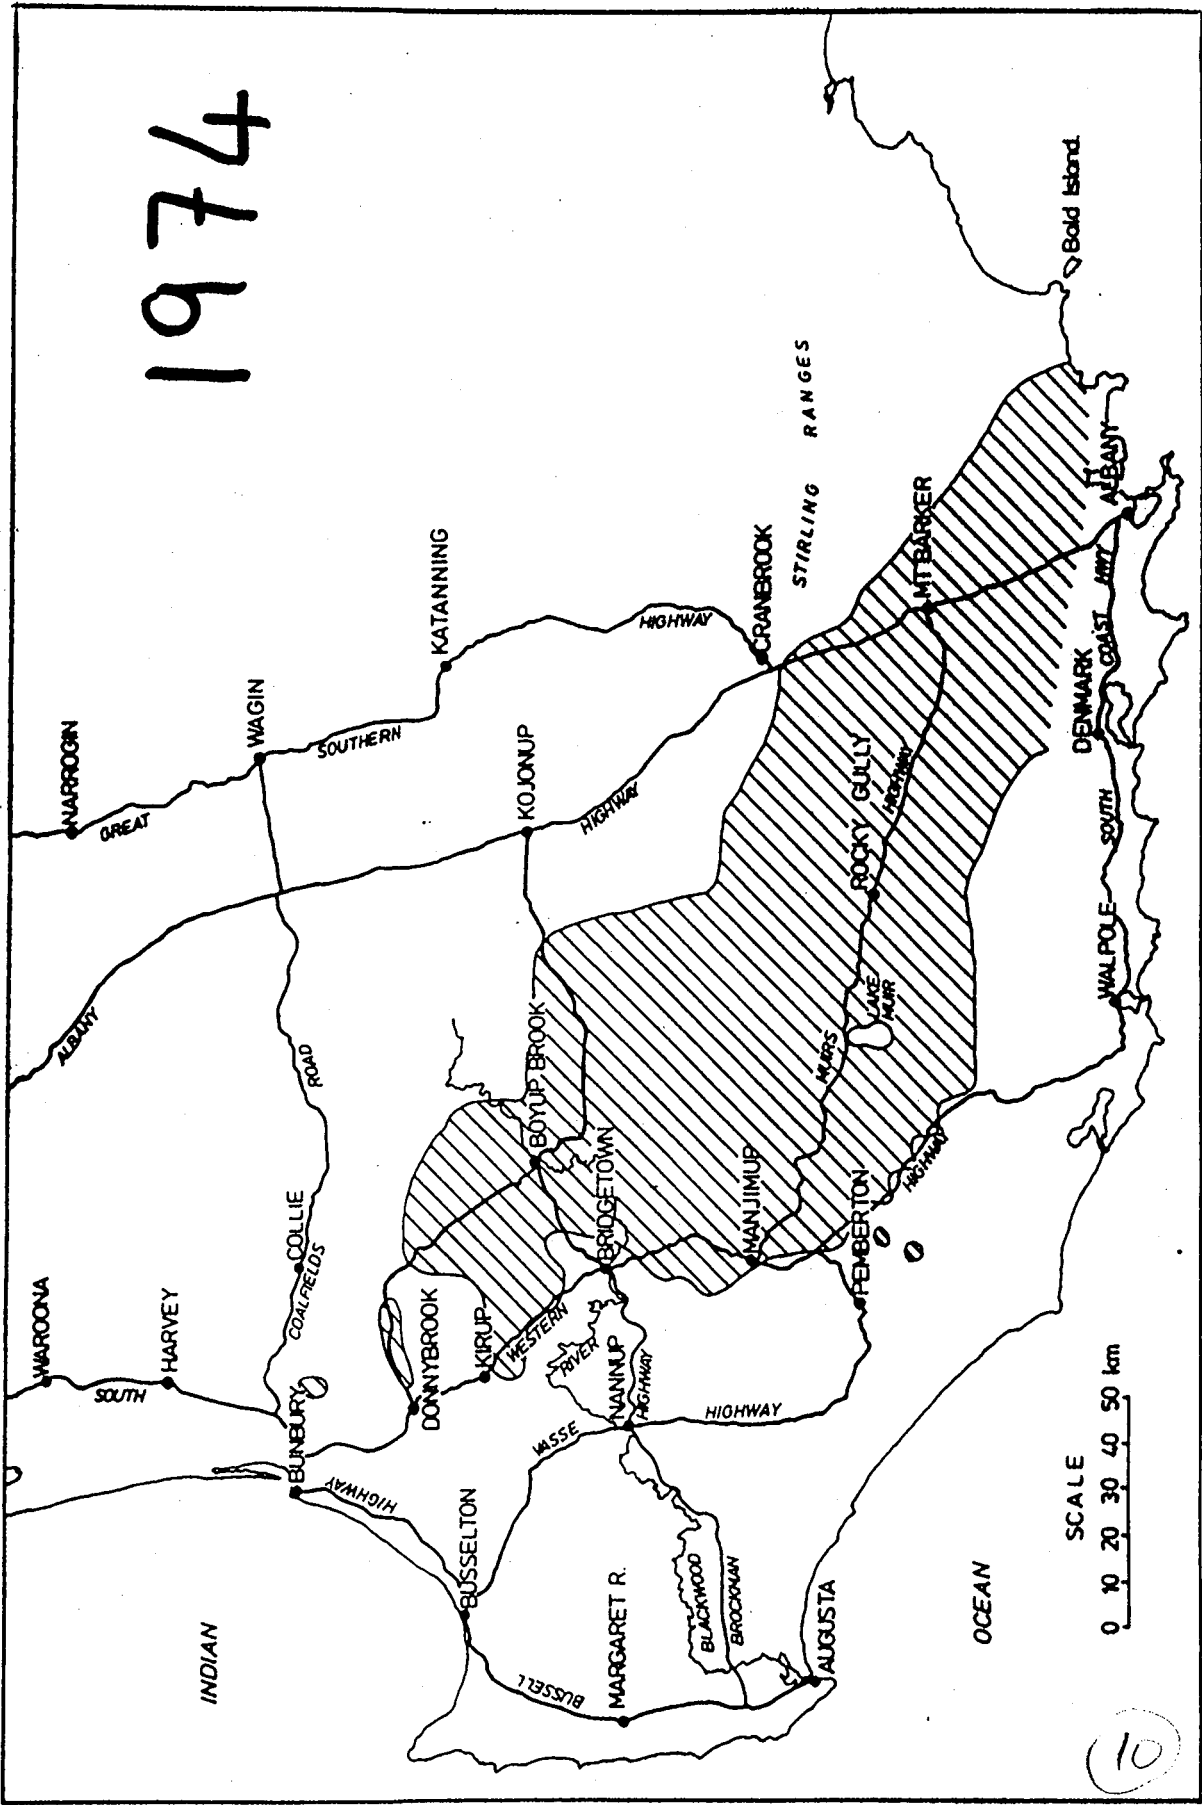 1974
NARROGIN
GREAT
WAGIN
SOUTHERN
KATANNING
HIGHWAY
CRANBROOK
STIRLING RANGES
MT BARKER
ALBANY
Bald Island.
ALBANY
ROAD
KOJONUP
HIGHWAY
ROCKY GULLY
HIGHWAY
DENMARK
COAST HWY
SOUTH
WALPOLE
LAKE
MUIR
MUIRS
BOYUP BROOK
BRIDGETOWN
MANJIMUP
HIGHWAY
PEMBERTON
WAROONA
SOUTH
HARVEY
COLLIE
COALFIELDS
BUNBURY
DONNYBROOK
KIRUP
WESTERN
RIVER
NANNUP
HIGHWAY
HIGHWAY
VASSE
HIGHWAY
BUSSELTON
BUSSELL
MARGARET R.
BLACKWOOD
BROCKMAN
AUGUSTA
INDIAN
OCEAN
SCALE
0 10 20 30 40 50 km
10